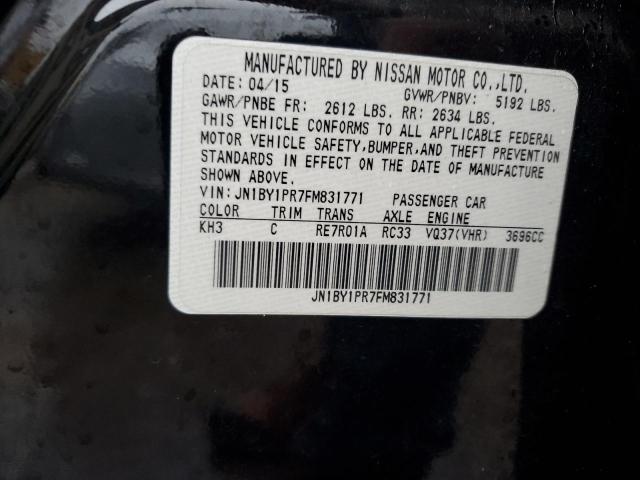 MANUFACTURED BY NISSAN MOTOR CO.,LTD.
DATE: 04/15 GVWR/PNBV: 5192 LBS.
GAWR/PNBE FR: 2612 LBS. RR: 2634 LBS.
THIS VEHICLE CONFORMS TO ALL APPLICABLE FEDERAL
MOTOR VEHICLE SAFETY,BUMPER,AND THEFT PREVENTION
STANDARDS IN EFFECT ON THE DATE OF MANUFACTURE
SHOWN ABOVE.
VIN:JN1BY1PR7FM831771 PASSENGER CAR
COLOR TRIM TRANS AXLE ENGINE
KH3 C RE7R01A RC33 VQ37(VHR) 3696CC
JN1BY1PR7FM831771